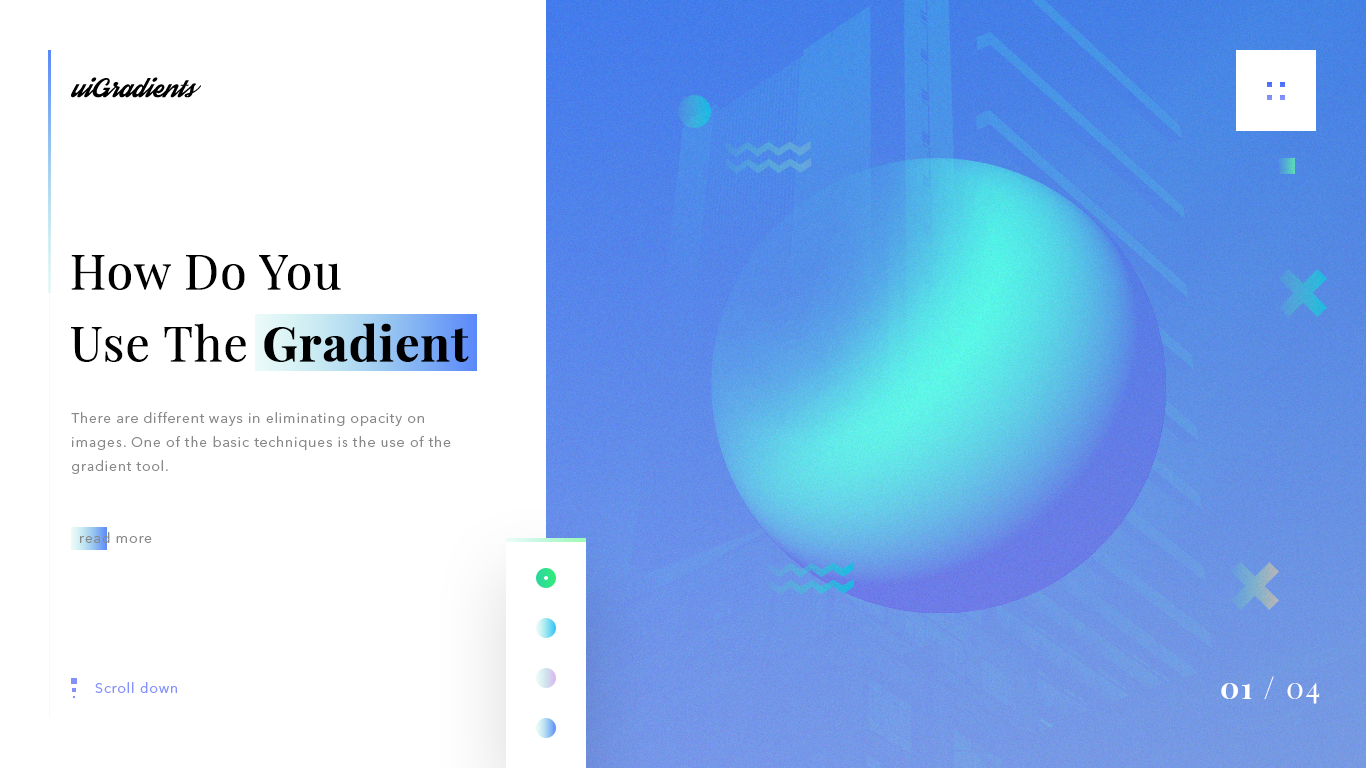 uiGradients
How Do You
Use The Gradient
There are different ways in eliminating opacity on
images. One of the basic techniques is the use of the
gradient tool.
read more
Scroll down
01 / 04